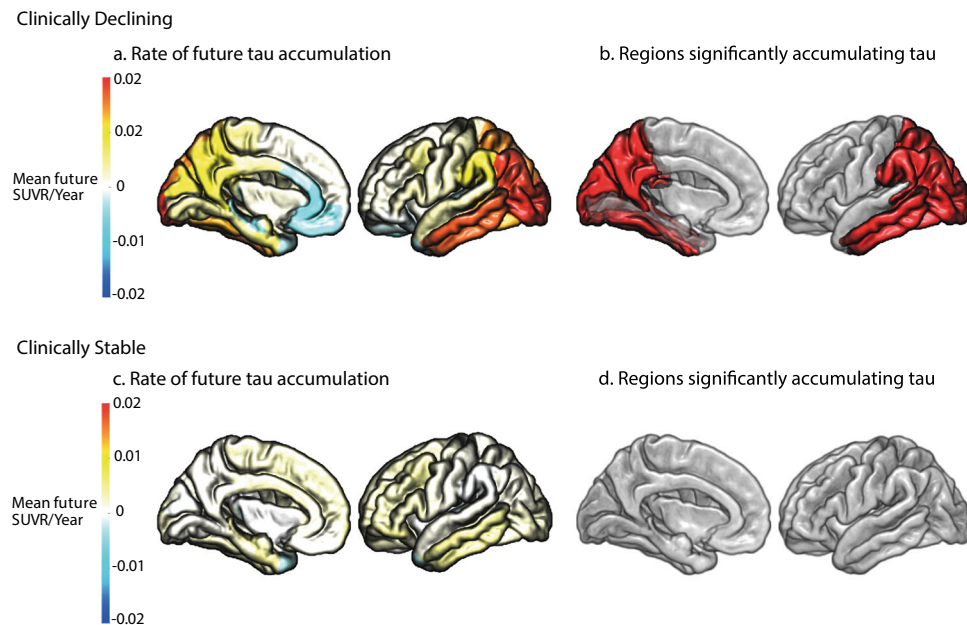 Clinically Declining
a. Rate of future tau accumulation
b. Regions significantly accumulating tau
0.02
0.02
Mean future
SUVR/Year
0
-0.01
-0.02
Clinically Stable
c. Rate of future tau accumulation
d. Regions significantly accumulating tau
0.02
0.01
Mean future
SUVR/Year
0
-0.01
-0.02